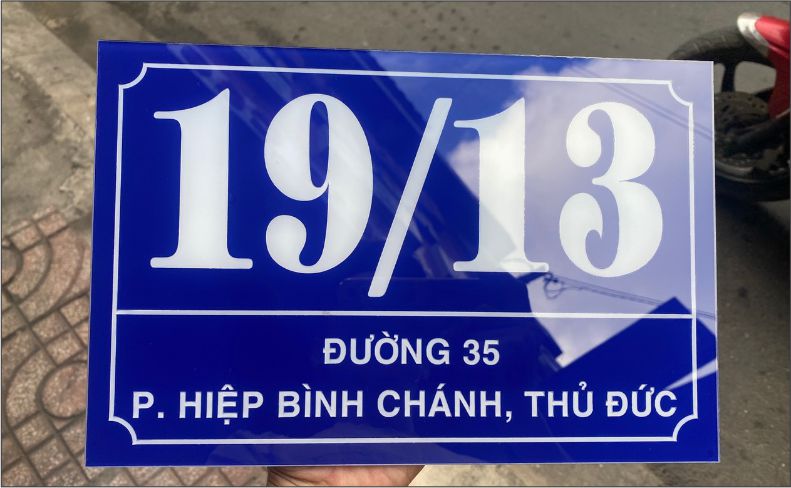 19/13
ĐƯỜNG 35
P. HIỆP BÌNH CHÁNH, THỦ ĐỨC